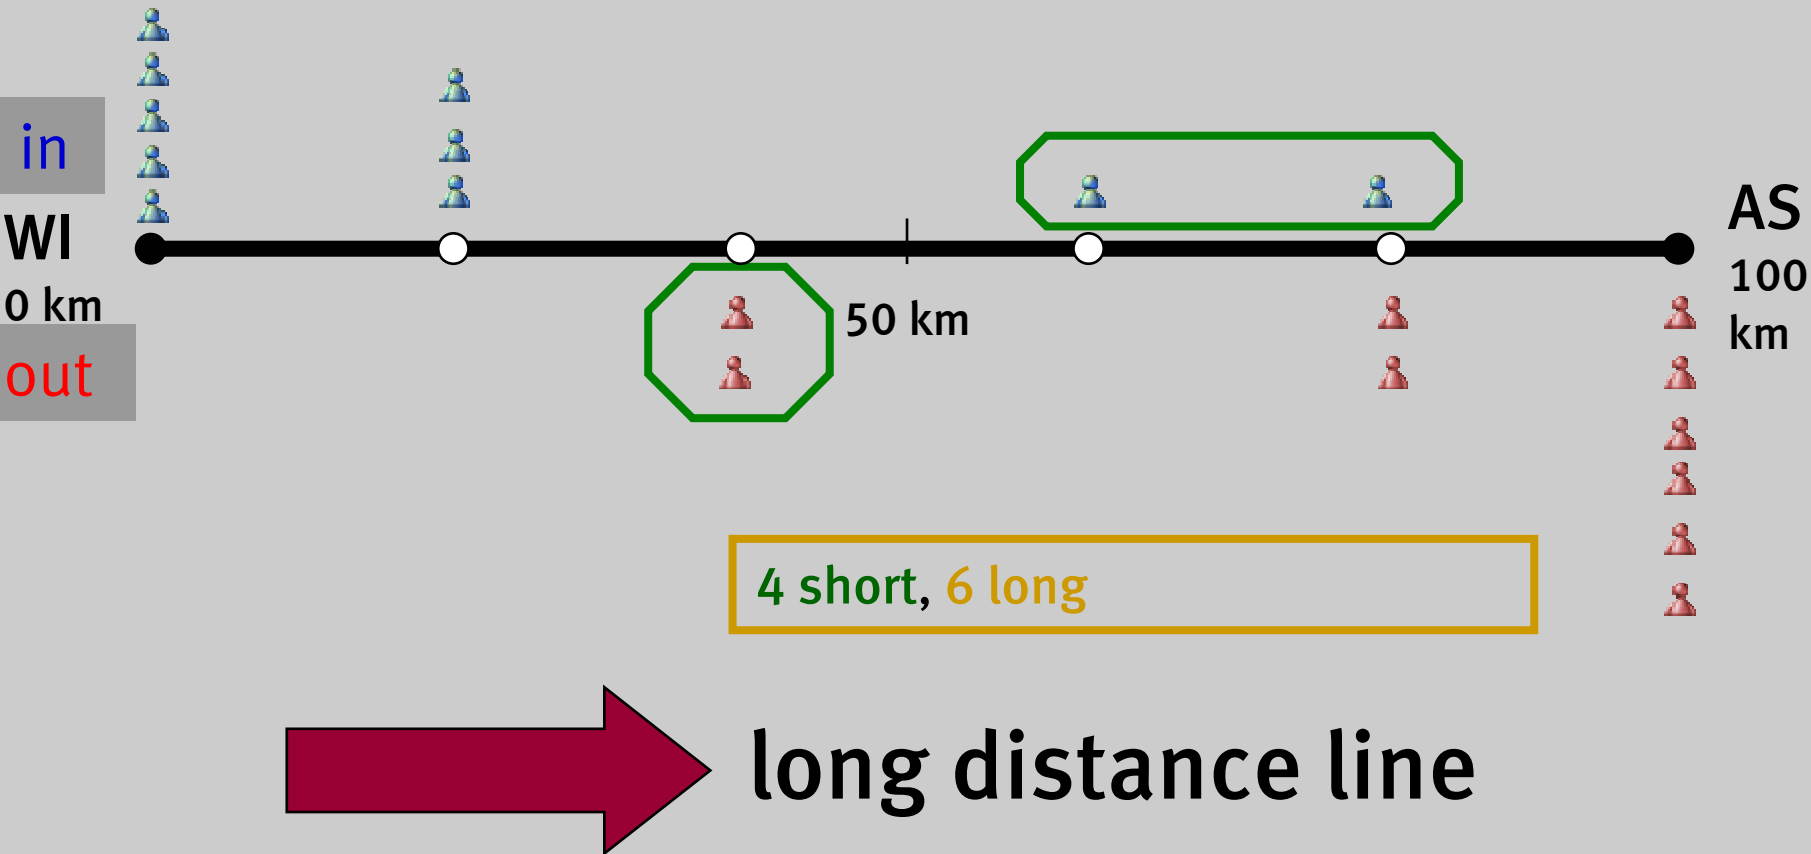 in
WI
0 km
out
50 km
AS
100
km
4 short, 6 long
long distance line